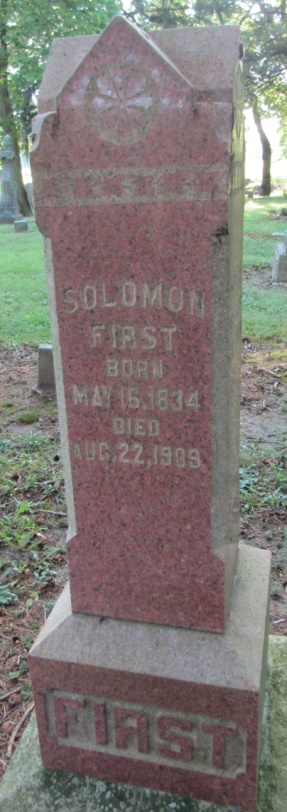 SOLOMON
FIRST
BORN
MAY 16, 1834
DIED
AUG, 22, 1909
FIRST